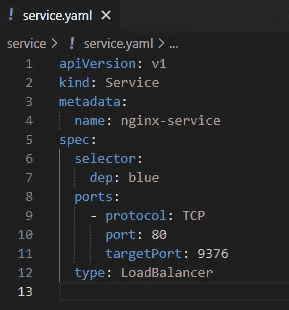 ! service.yaml ×
service > ! service.yaml > ...
1 apiVersion: v1
2 kind: Service
3 metadata:
4   name: nginx-service
5 spec:
6   selector:
7     dep: blue
8   ports:
9     - protocol: TCP
10       port: 80
11       targetPort: 9376
12   type: LoadBalancer
13